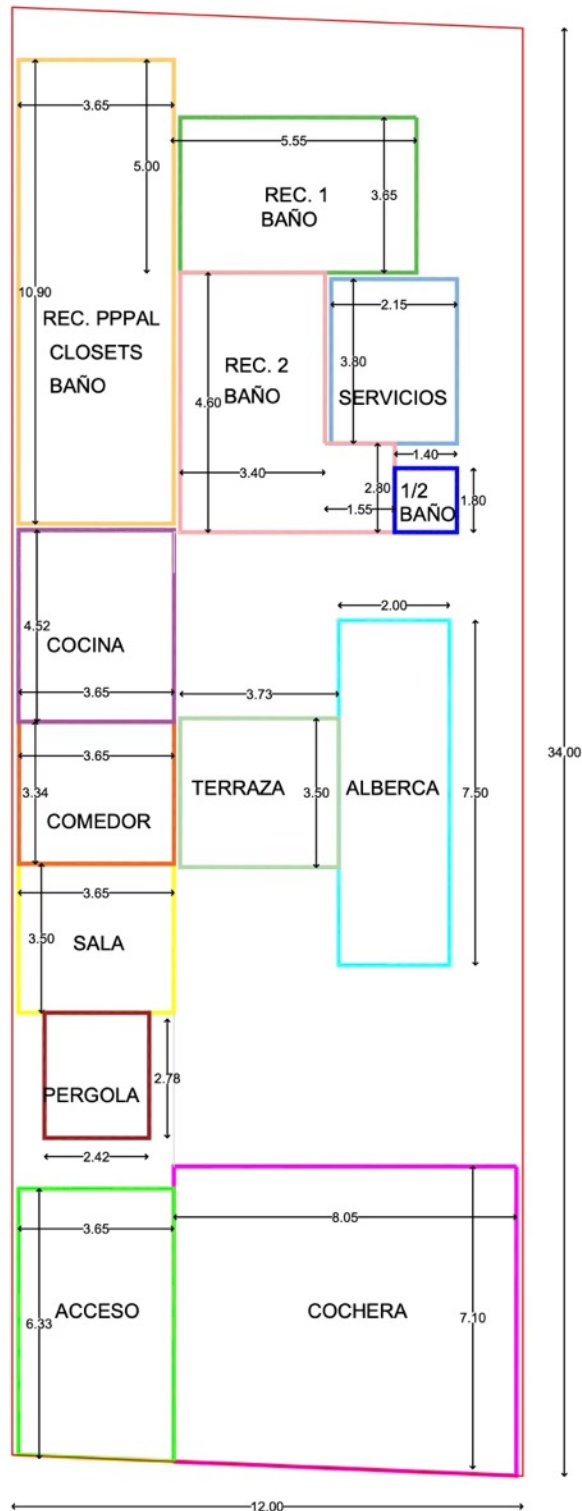 3.65
5.00
5.55
3.65
REC. 1
BAÑO
10.90
2.15
REC. PPPAL
CLOSETS
BAÑO
REC. 2
BAÑO
3.80
4.60
SERVICIOS
1.40
3.40
2.80
1/2
BAÑO
1.80
1.55
2.00
4.52
COCINA
3.65
3.73
34.00
3.65
3.34
TERRAZA
3.50
ALBERCA
7.50
COMEDOR
3.65
3.50
SALA
2.78
PERGOLA
2.42
8.05
3.65
ACCESO
COCHERA
6.33
7.10
12.00